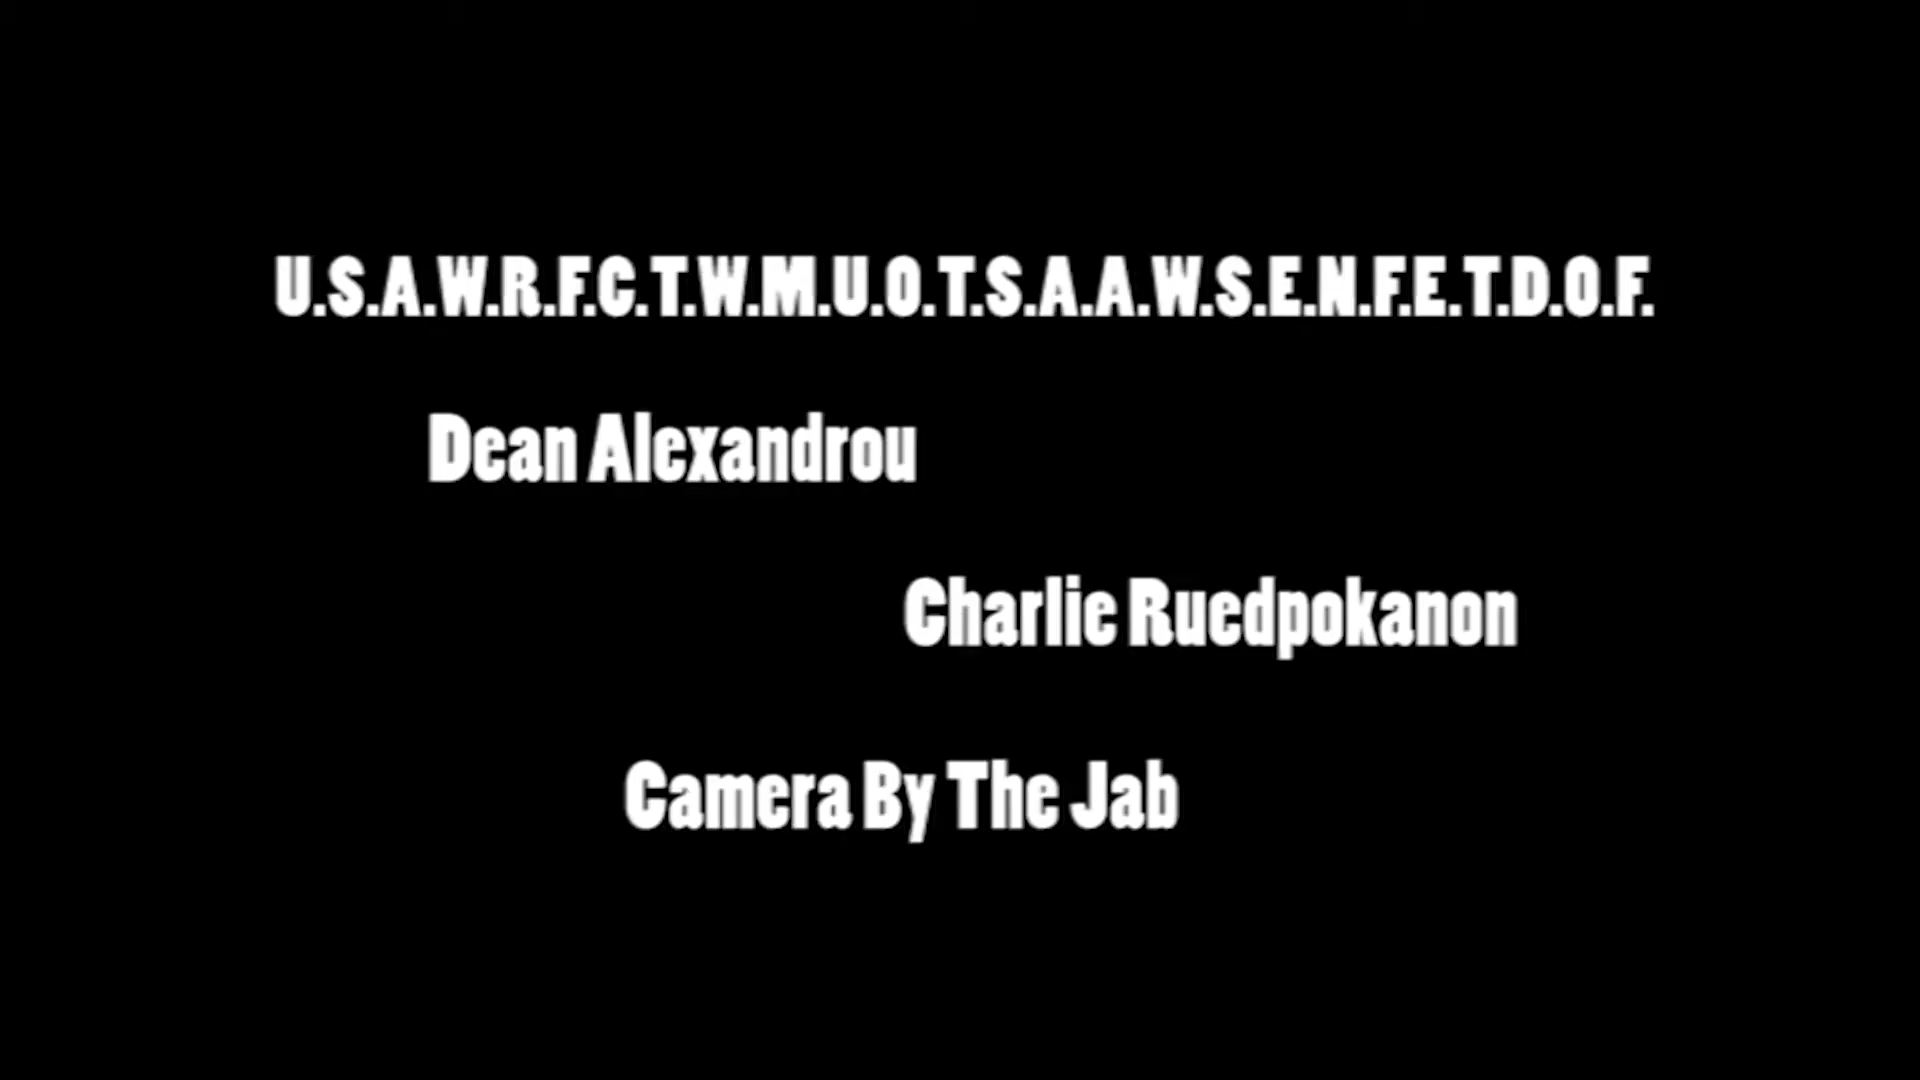 U.S.A.W.R.F.C.T.W.M.U.O.T.S.A.A.W.S.E.N.F.E.T.D.O.F.
Dean Alexandrou
Charlie Ruedpokanon
Camera By The Jab